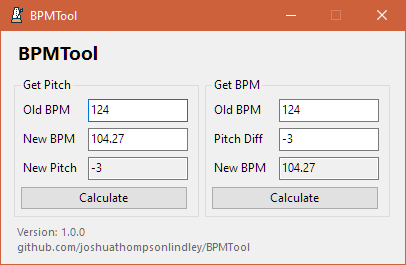 BPMTool
BPMTool
Get Pitch
Old BPM 124
New BPM 104.27
New Pitch -3
Calculate
Get BPM
Old BPM 124
Pitch Diff -3
New BPM 104.27
Calculate
Version: 1.0.0
github.com/joshuathompsonlindley/BPMTool